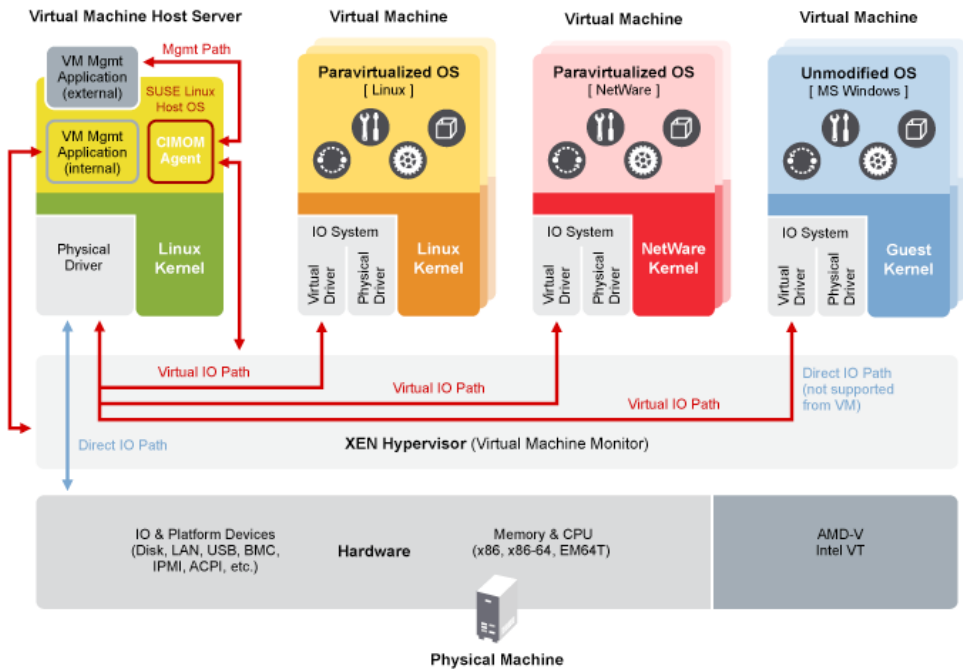 Virtual Machine Host Server
Virtual Machine
Virtual Machine
Virtual Machine
VM Mgmt
Application
(external)
Mgmt Path
SUSE Linux
Host OS
VM Mgmt
Application
(internal)
CIMOM
Agent
Physical
Driver
Linux
Kernel
Paravirtualized OS
[ Linux ]
IO System
Virtual
Driver
Physical
Driver
Linux
Kernel
Paravirtualized OS
[ NetWare ]
IO System
Virtual
Driver
Physical
Driver
NetWare
Kernel
Unmodified OS
[ MS Windows ]
IO System
Virtual
Driver
Physical
Driver
Guest
Kernel
Virtual IO Path
Virtual IO Path
Virtual IO Path
Direct IO Path
(not supported
from VM)
Direct IO Path
XEN Hypervisor (Virtual Machine Monitor)
IO & Platform Devices
(Disk, LAN, USB, BMC,
IPMI, ACPI, etc.)
Hardware
Memory & CPU
(x86, x86-64, EM64T)
AMD-V
Intel VT
Physical Machine